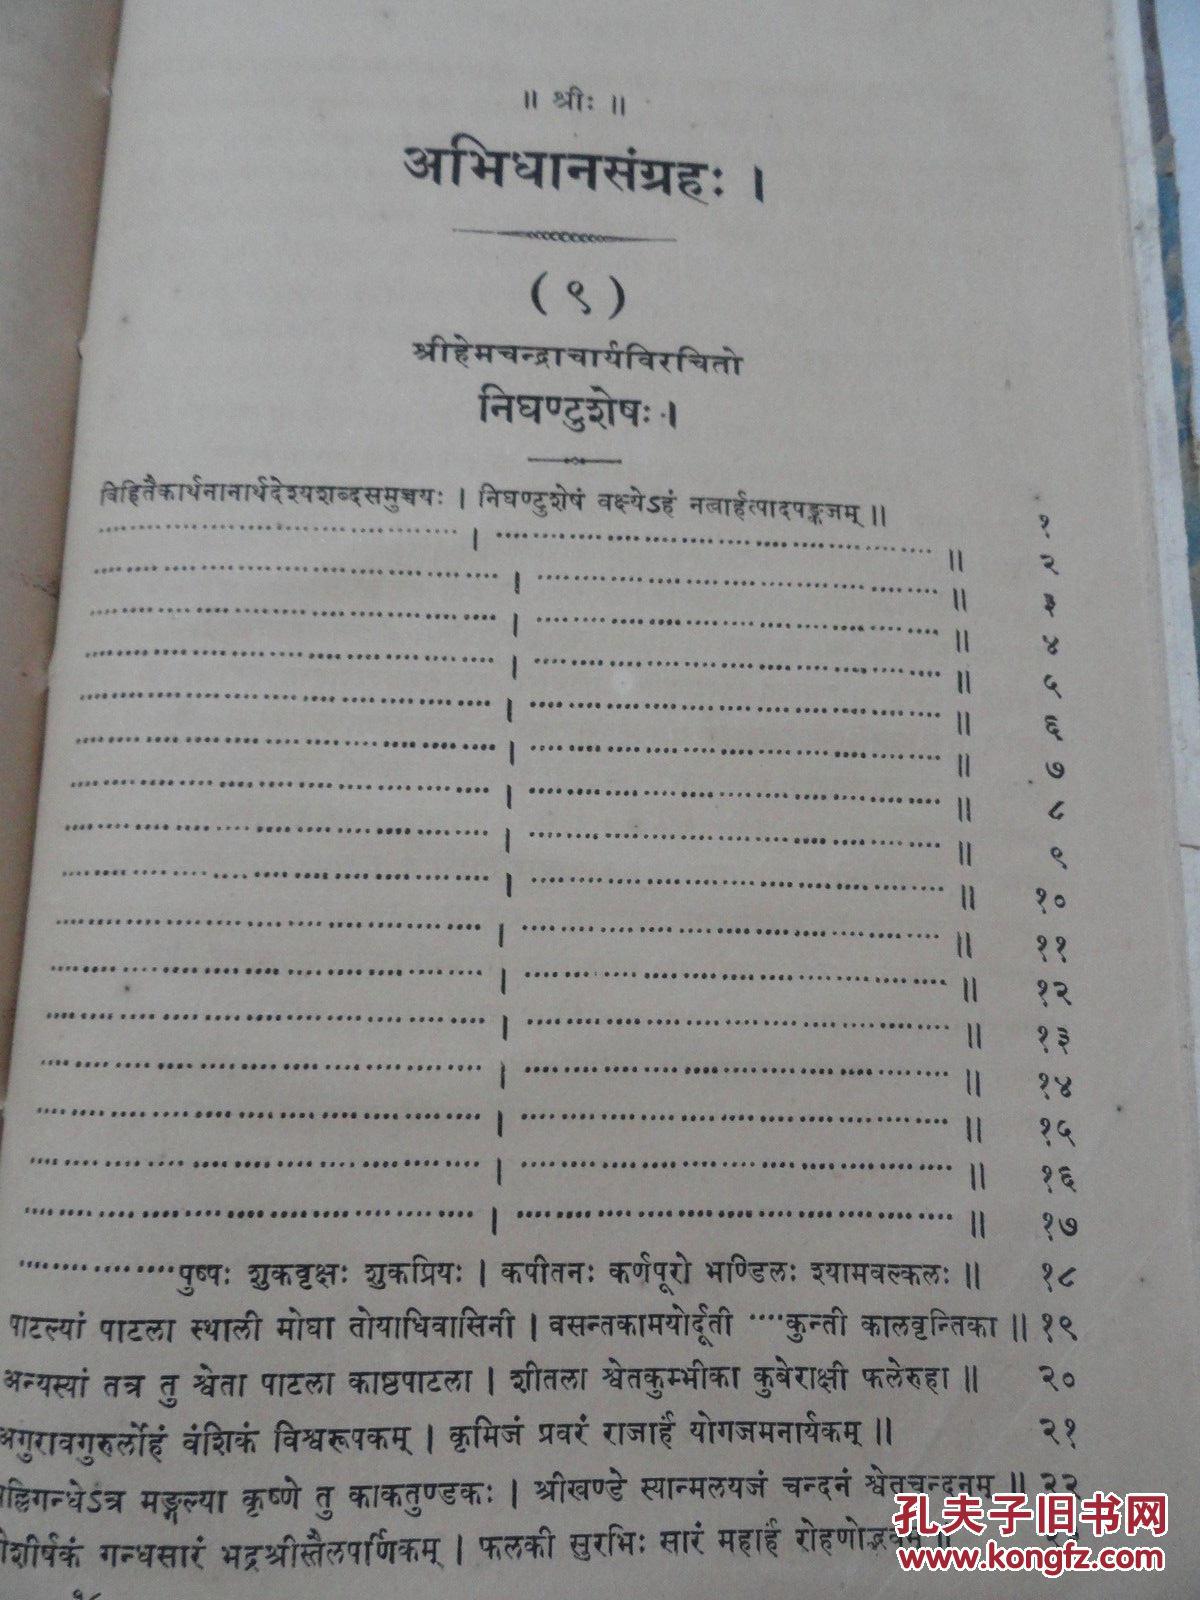 ॥ श्रीः ॥
अभिधानसंग्रहः ।
( ९ )
श्रीहेमचन्द्राचार्यविरचितो
निघण्टुशेषः ।
विहितैकार्थनानार्थदेश्यशब्दसमुच्चयः । निघण्टुशेषं वक्ष्येऽहं नत्वार्हत्पादपङ्कजम् ॥ १
। ॥ २
। ॥ ३
। ॥ ४
। ॥ ५
। ॥ ६
। ॥ ७
। ॥ ८
। ॥ ९
। ॥ १०
। ॥ ११
। ॥ १२
। ॥ १३
। ॥ १४
। ॥ १५
। ॥ १६
। ॥ १७
पुष्पः शुकवृक्षः शुकप्रियः । कपीतनः कर्णपूरो भण्डिलः श्यामवल्कलः ॥ १८
पाटल्यां पाटला स्थाली मोघा तोयाधिवासिनी । वसन्तकामयोर्दूती ····कुन्ती कालवृन्तिका ॥ १९
अन्यस्यां तत्र तु श्वेता पाटला काष्ठपाटला । शीतला श्वेतकुम्भीका कुबेराक्षी फलेरुहा ॥ २०
अगुरावगुरुर्लोहं वंशिकं विश्वरूपकम् । कृमिजं प्रवरं राजार्हं योगजमनार्यकम् ॥ २१
मल्लिगन्धेऽत्र मङ्गल्या कृष्णे तु काकतुण्डकः । श्रीखण्डे स्यान्मलयजं चन्दनं श्वेतचन्दनम् ॥ २२
गोशीर्षकं गन्धसारं भद्रश्रीस्तैलपर्णिकम् । फलकी सुरभिः सारं महार्हं रोहणोद्भवम् ॥
孔夫子旧书网
www.kongfz.com